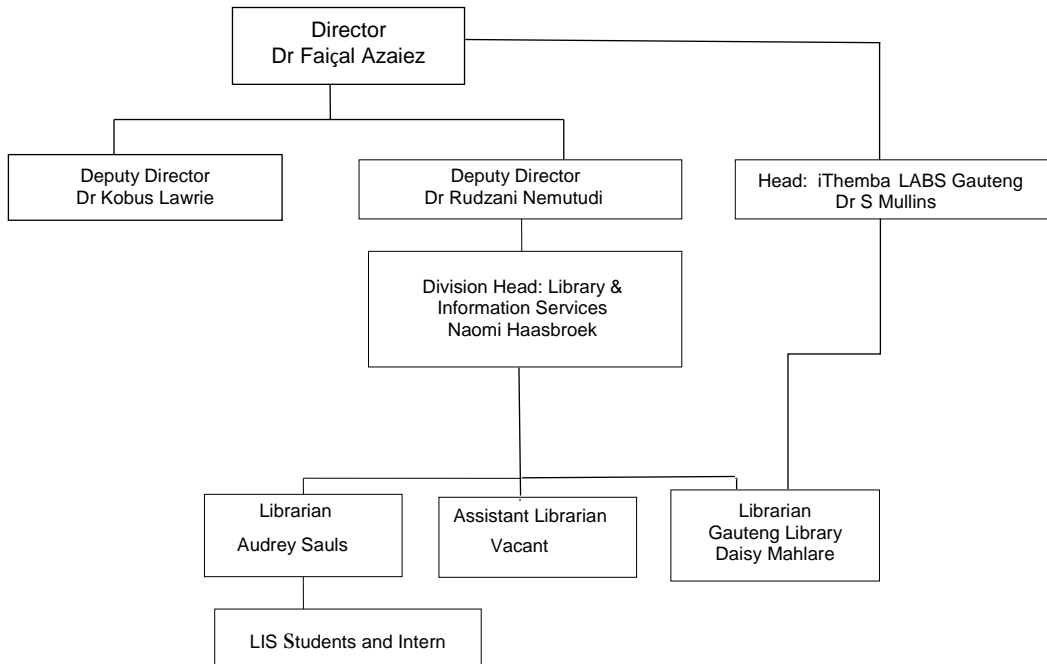 Director
Dr Faiçal Azaiez
Deputy Director
Dr Kobus Lawrie
Deputy Director
Dr Rudzani Nemutudi
Head: iThemba LABS Gauteng
Dr S Mullins
Division Head: Library &
Information Services
Naomi Haasbroek
Librarian
Audrey Sauls
Assistant Librarian
Vacant
Librarian
Gauteng Library
Daisy Mahlare
LIS Students and Intern